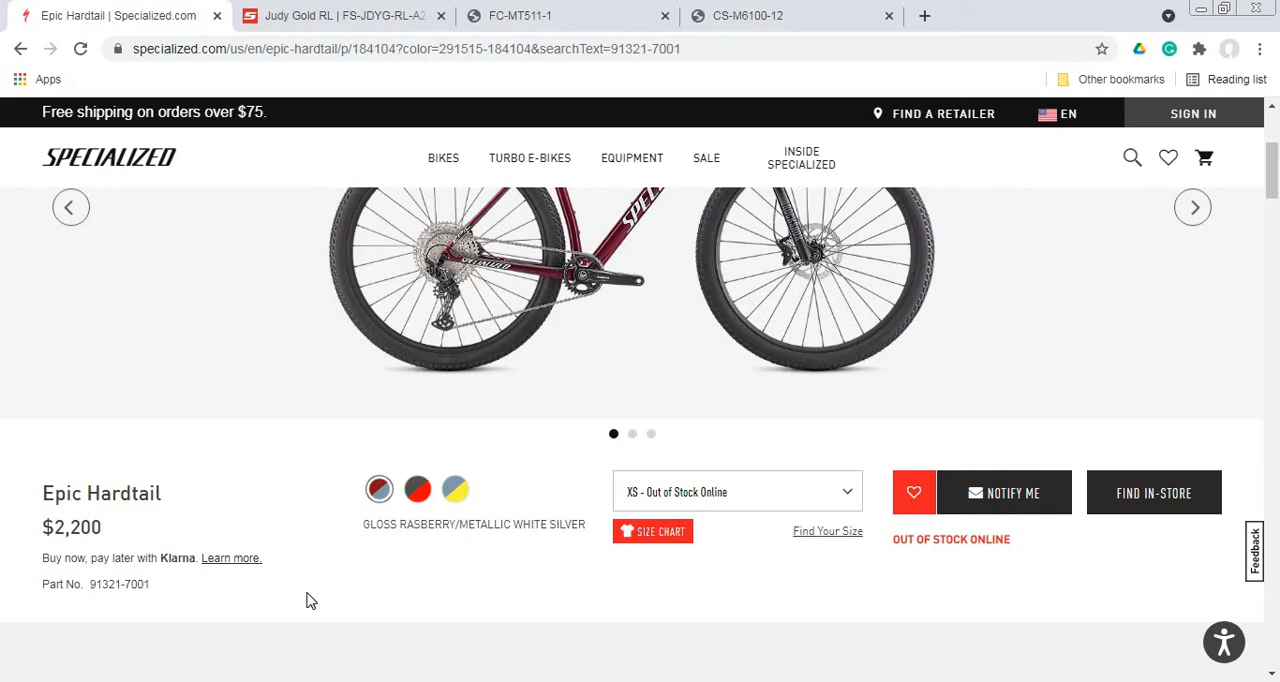 Epic Hardtail | Specialized.com
Judy Gold RL | FS-JDYG-RL-A2
FC-MT511-1
CS-M6100-12
specialized.com/us/en/epic-hardtail/p/184104?color=291515-184104&searchText=91321-7001
Apps
Other bookmarks
Reading list
Free shipping on orders over $75.
FIND A RETAILER
EN
SIGN IN
SPECIALIZED
BIKES
TURBO E-BIKES
EQUIPMENT
SALE
INSIDE
SPECIALIZED
SPECI
SPECIALIZED
Epic Hardtail
$2,200
Buy now, pay later with Klarna. Learn more.
Part No. 91321-7001
GLOSS RASBERRY/METALLIC WHITE SILVER
XS - Out of Stock Online
SIZE CHART
Find Your Size
NOTIFY ME
FIND IN-STORE
OUT OF STOCK ONLINE
Feedback